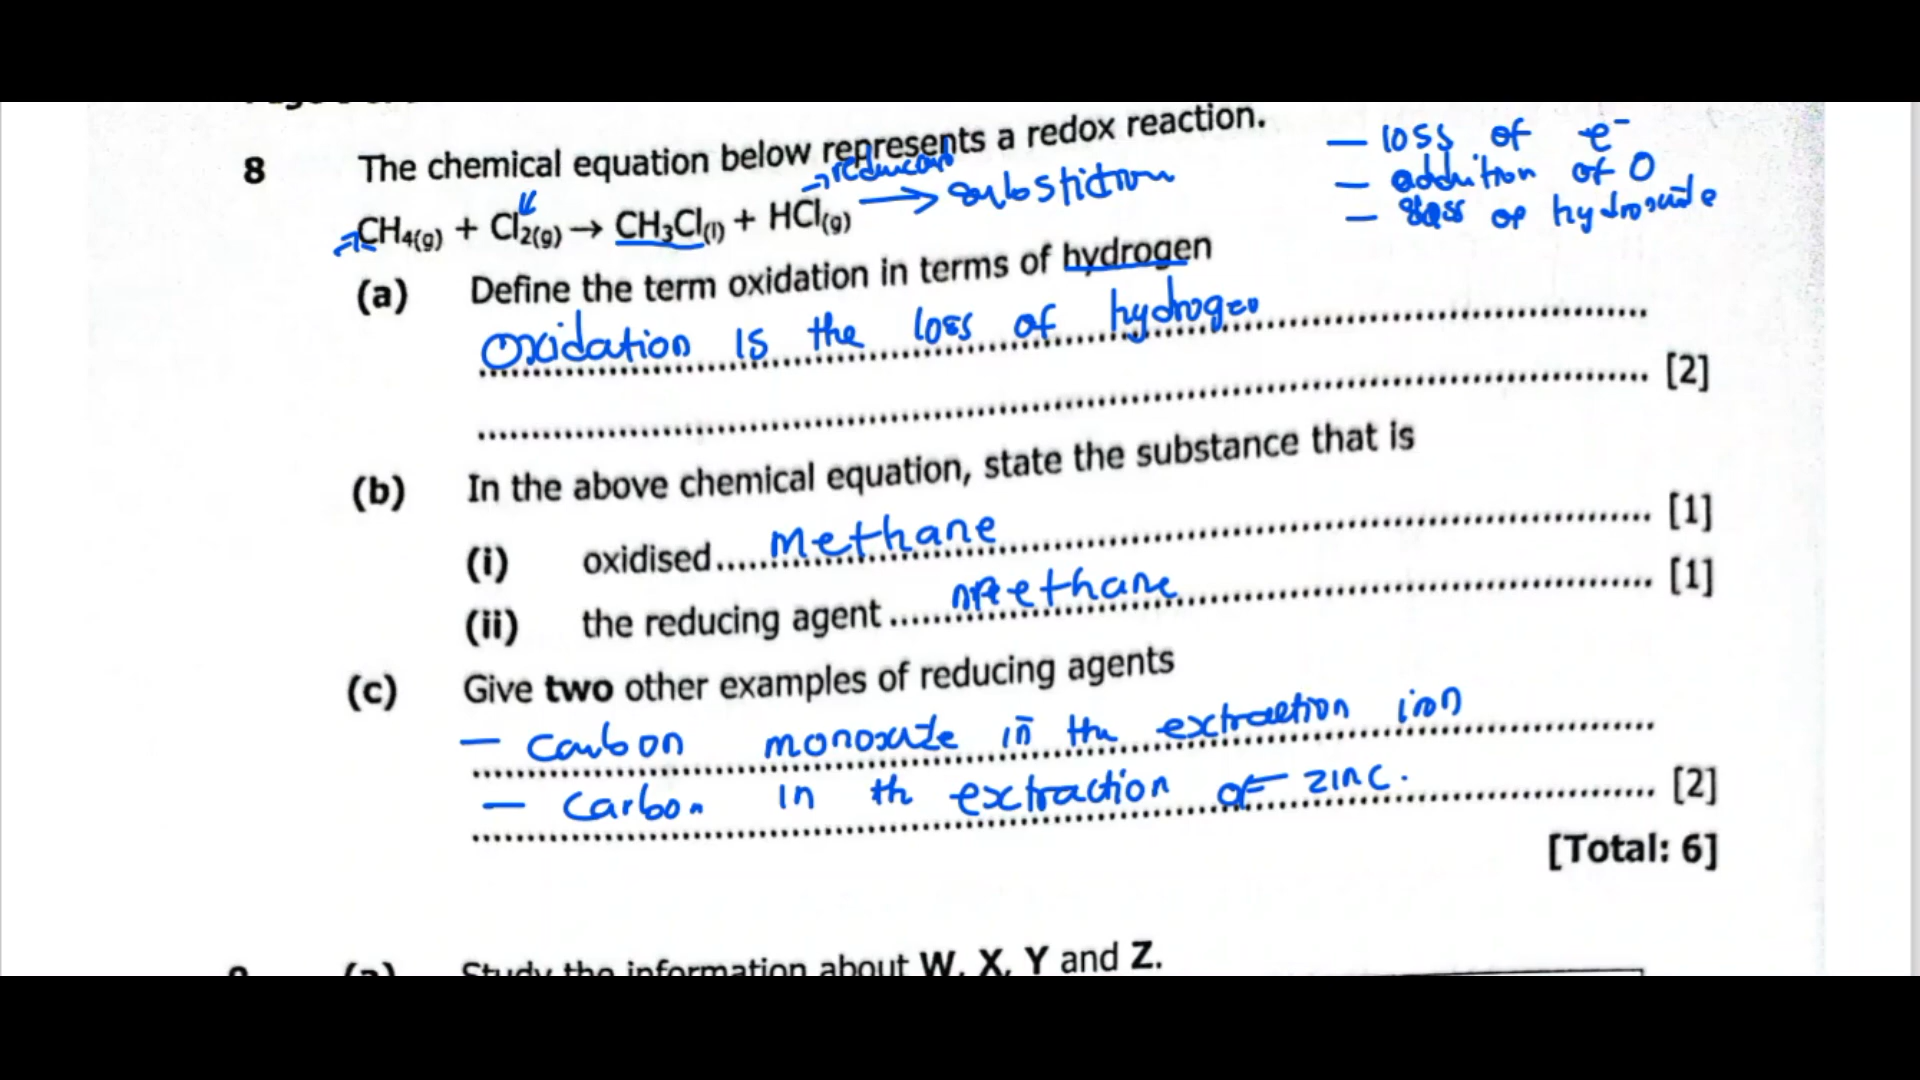 8 The chemical equation below represents a redox reaction.
— loss of e⁻
— addition of O
— loss of
CH₄(g) + Cl₂(g) → CH₃Cl(l) + HCl(g) →
(a) Define the term oxidation in terms of hydrogen
Oxidation is the loss of hydrogen
[2]
(b) In the above chemical equation, state the substance that is
(i) oxidised methane [1]
(ii) the reducing agent methane [1]
(c) Give two other examples of reducing agents
— carbon monoxide in the extraction iron
— carbon in th extraction of zinc. [2]
[Total: 6]
(a) Study the information about W, X, Y and Z.